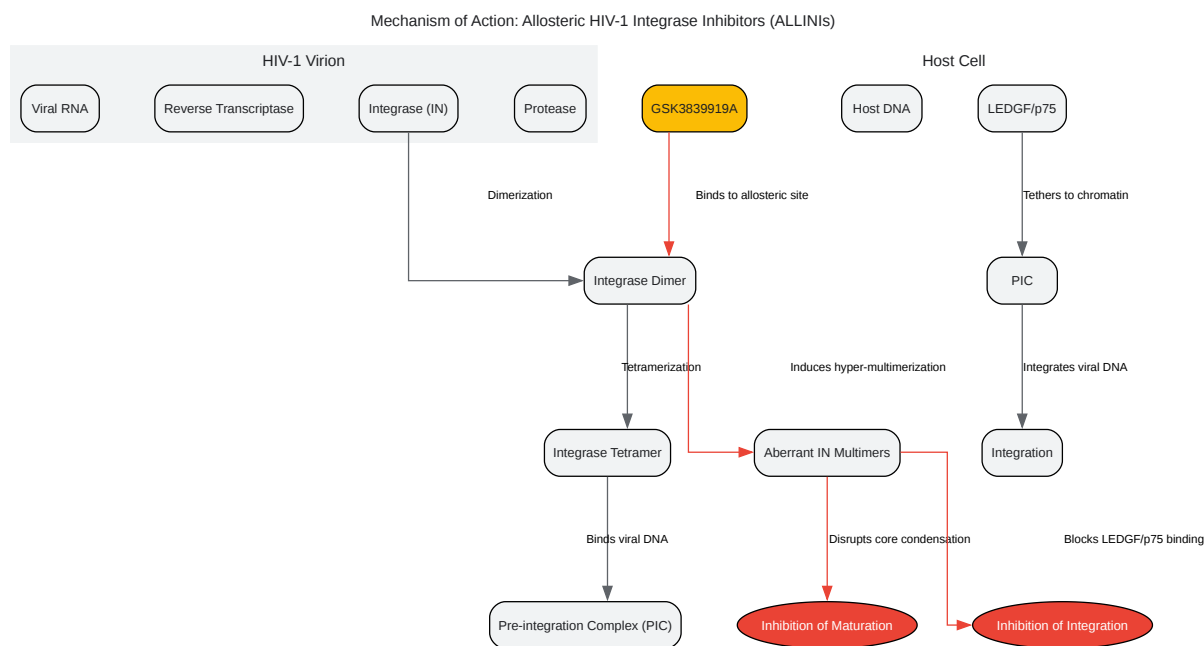 Mechanism of Action: Allosteric HIV-1 Integrase Inhibitors (ALLINIs)
HIV-1 Virion
Host Cell
Viral RNA
Reverse Transcriptase
Integrase (IN)
Protease
GSK3839919A
Host DNA
LEDGF/p75
Dimerization
Binds to allosteric site
Tethers to chromatin
Integrase Dimer
PIC
Tetramerization
Induces hyper-multimerization
Integrates viral DNA
Integrase Tetramer
Aberrant IN Multimers
Integration
Binds viral DNA
Disrupts core condensation
Blocks LEDGF/p75 binding
Pre-integration Complex (PIC)
Inhibition of Maturation
Inhibition of Integration